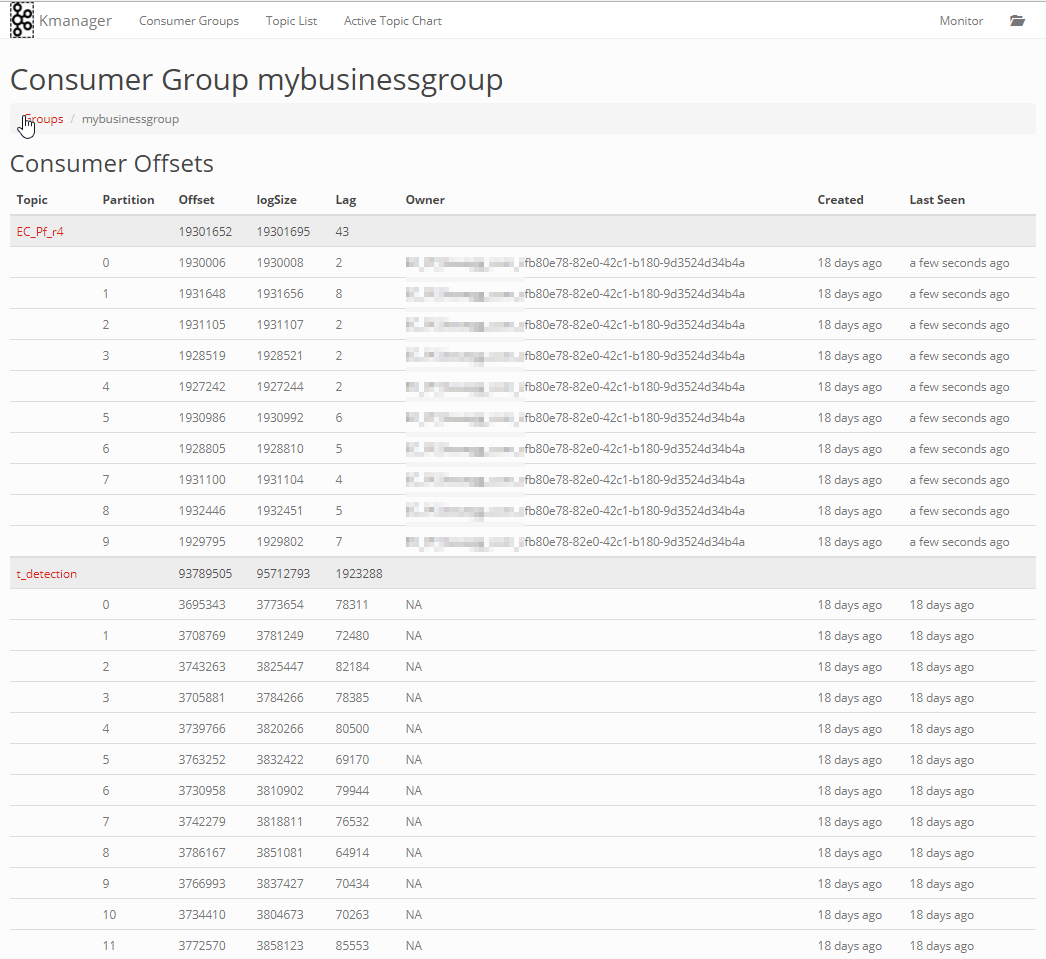 Kmanager Consumer Groups Topic List Active Topic Chart Monitor
Consumer Group mybusinessgroup
Groups / mybusinessgroup
Consumer Offsets
Topic Partition Offset logSize Lag Owner Created Last Seen
EC_Pf_r4 19301652 19301695 43
0 1930006 1930008 2 fb80e78-82e0-42c1-b180-9d3524d34b4a 18 days ago a few seconds ago
1 1931648 1931656 8 fb80e78-82e0-42c1-b180-9d3524d34b4a 18 days ago a few seconds ago
2 1931105 1931107 2 fb80e78-82e0-42c1-b180-9d3524d34b4a 18 days ago a few seconds ago
3 1928519 1928521 2 fb80e78-82e0-42c1-b180-9d3524d34b4a 18 days ago a few seconds ago
4 1927242 1927244 2 fb80e78-82e0-42c1-b180-9d3524d34b4a 18 days ago a few seconds ago
5 1930986 1930992 6 fb80e78-82e0-42c1-b180-9d3524d34b4a 18 days ago a few seconds ago
6 1928805 1928810 5 fb80e78-82e0-42c1-b180-9d3524d34b4a 18 days ago a few seconds ago
7 1931100 1931104 4 fb80e78-82e0-42c1-b180-9d3524d34b4a 18 days ago a few seconds ago
8 1932446 1932451 5 fb80e78-82e0-42c1-b180-9d3524d34b4a 18 days ago a few seconds ago
9 1929795 1929802 7 fb80e78-82e0-42c1-b180-9d3524d34b4a 18 days ago a few seconds ago
t_detection 93789505 95712793 1923288
0 3695343 3773654 78311 NA 18 days ago 18 days ago
1 3708769 3781249 72480 NA 18 days ago 18 days ago
2 3743263 3825447 82184 NA 18 days ago 18 days ago
3 3705881 3784266 78385 NA 18 days ago 18 days ago
4 3739766 3820266 80500 NA 18 days ago 18 days ago
5 3763252 3832422 69170 NA 18 days ago 18 days ago
6 3730958 3810902 79944 NA 18 days ago 18 days ago
7 3742279 3818811 76532 NA 18 days ago 18 days ago
8 3786167 3851081 64914 NA 18 days ago 18 days ago
9 3766993 3837427 70434 NA 18 days ago 18 days ago
10 3734410 3804673 70263 NA 18 days ago 18 days ago
11 3772570 3858123 85553 NA 18 days ago 18 days ago